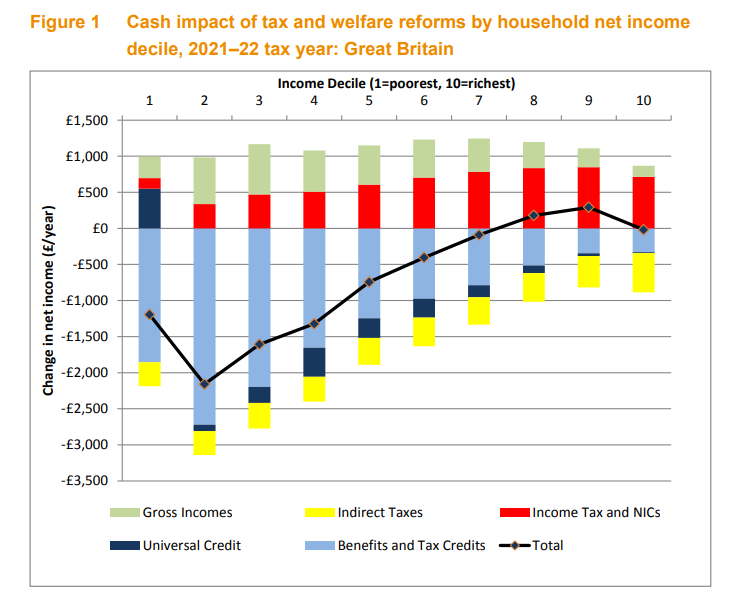 Figure 1 Cash impact of tax and welfare reforms by household net income
decile, 2021–22 tax year: Great Britain
Income Decile (1=poorest, 10=richest)
1 2 3 4 5 6 7 8 9 10
£1,500
£1,000
£500
£0
-£500
-£1,000
-£1,500
-£2,000
-£2,500
-£3,000
-£3,500
Change in net income (£/year)
Gross Incomes Indirect Taxes Income Tax and NICs
Universal Credit Benefits and Tax Credits Total